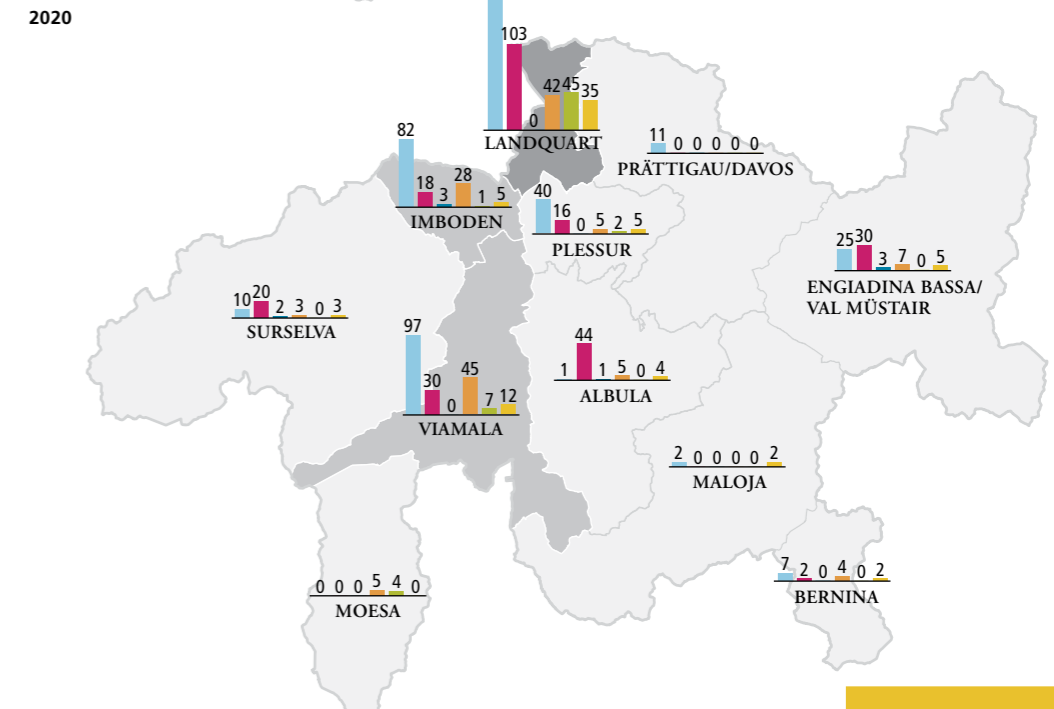 2020
103
0
42
45
35
LANDQUART
11 0 0 0 0 0
PRÄTTIGAU/DAVOS
82
18
3
28
1
5
IMBODEN
40
16
0
5
2
5
PLESSUR
25 30
3
7
0
5
ENGIADINA BASSA/
VAL MÜSTAIR
10 20
2 3 0 3
SURSELVA
97
30
0
45
7
12
VIAMALA
1
44
1
5
0
4
ALBULA
2 0 0 0 0 2
MALOJA
0 0 0 5 4 0
MOESA
7 2 0 4 0 2
BERNINA